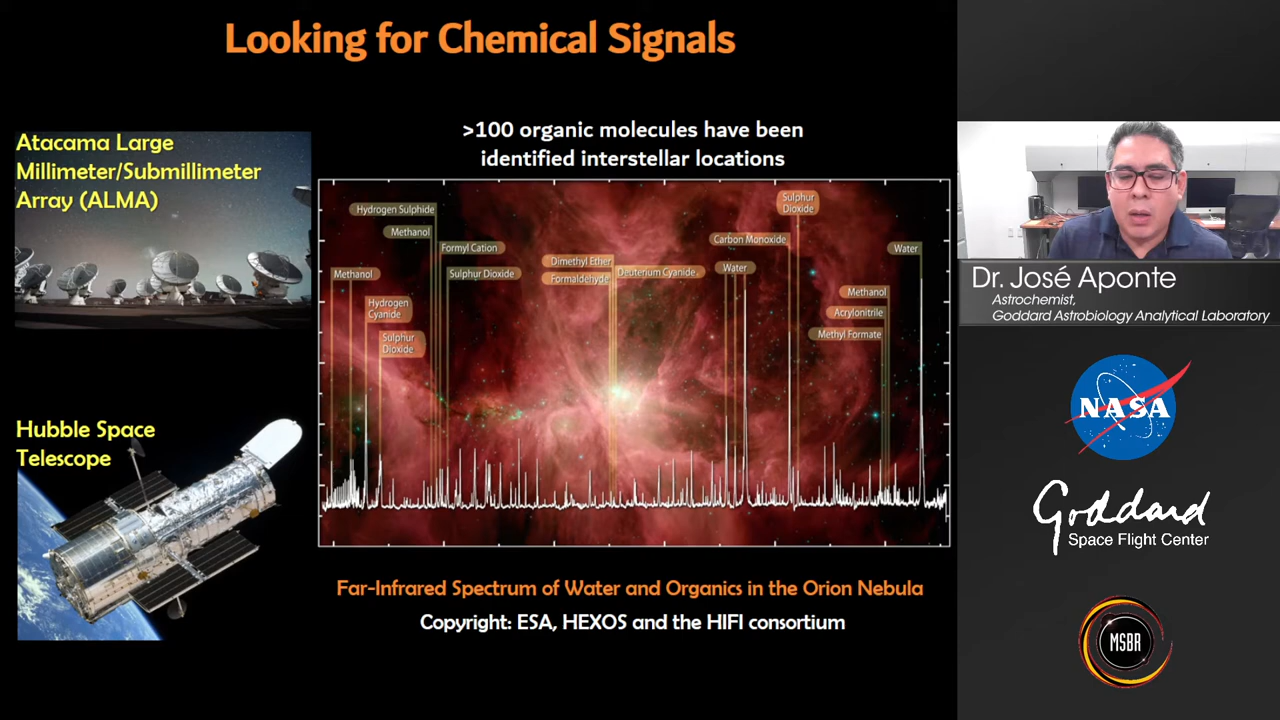 Looking for Chemical Signals
Atacama Large
Millimeter/Submillimeter
Array (ALMA)
>100 organic molecules have been
identified interstellar locations
Hydrogen Sulphide
Methanol
Formyl Cation
Methanol
Sulphur Dioxide
Hydrogen
Cyanide
Sulphur
Dioxide
Dimethyl Ether
Formaldehyde
Deuterium Cyanide
Sulphur
Dioxide
Carbon Monoxide
Water
Water
Methanol
Acrylonitrile
Methyl Formate
Hubble Space
Telescope
Far-Infrared Spectrum of Water and Organics in the Orion Nebula
Copyright: ESA, HEXOS and the HIFI consortium
Dr. José Aponte
Astrochemist,
Goddard Astrobiology Analytical Laboratory
NASA
Goddard
Space Flight Center
MSBR